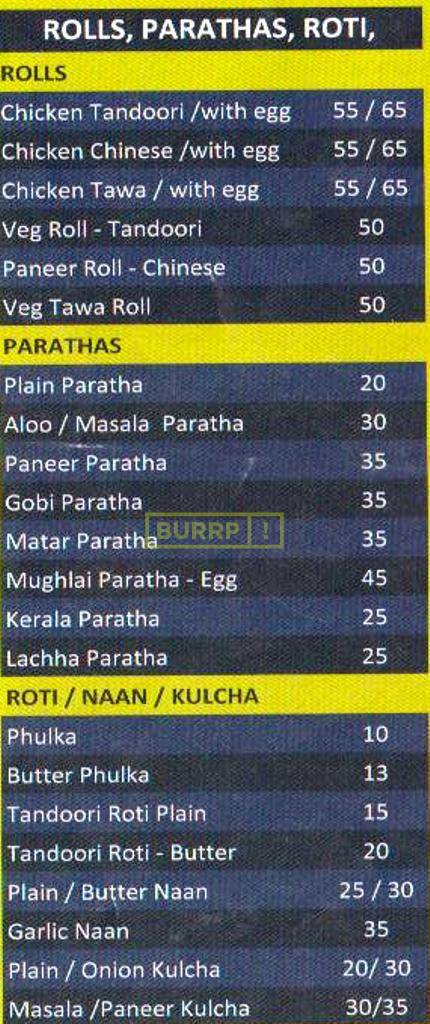 ROLLS, PARATHAS, ROTI,
ROLLS
Chicken Tandoori /with egg 55 / 65
Chicken Chinese /with egg 55 / 65
Chicken Tawa / with egg 55 / 65
Veg Roll - Tandoori 50
Paneer Roll - Chinese 50
Veg Tawa Roll 50
PARATHAS
Plain Paratha 20
Aloo / Masala Paratha 30
Paneer Paratha 35
Gobi Paratha 35
BURRP !
Matar Paratha 35
Mughlai Paratha - Egg 45
Kerala Paratha 25
Lachha Paratha 25
ROTI / NAAN / KULCHA
Phulka 10
Butter Phulka 13
Tandoori Roti Plain 15
Tandoori Roti - Butter 20
Plain / Butter Naan 25 / 30
Garlic Naan 35
Plain / Onion Kulcha 20/ 30
Masala /Paneer Kulcha 30/35